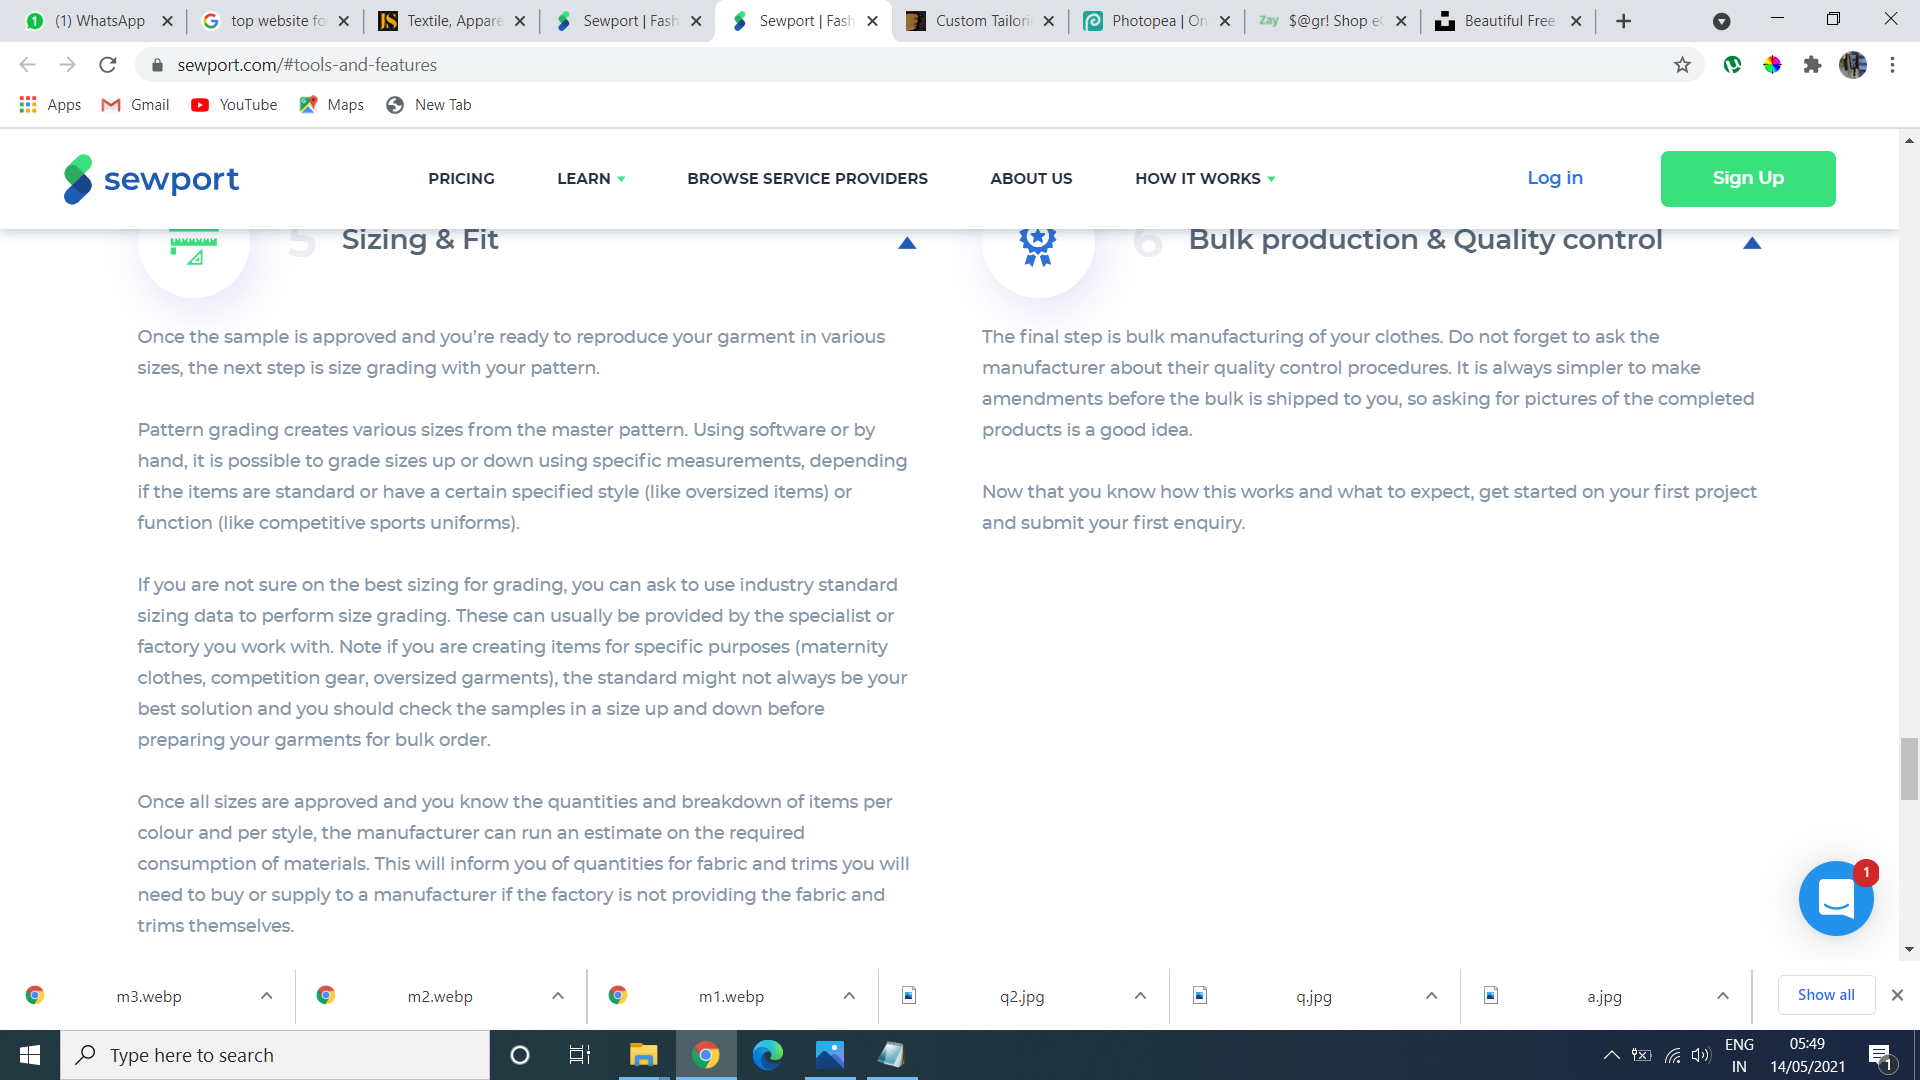 (1) WhatsApp
top website fo
Textile, Appare
Sewport | Fash
Sewport | Fash
Custom Tailorin
Photopea | On
Zay $@gr! Shop eC
Beautiful Free
sewport.com/#tools-and-features
Apps
Gmail
YouTube
Maps
New Tab
sewport
PRICING
LEARN
BROWSE SERVICE PROVIDERS
ABOUT US
HOW IT WORKS
Log in
Sign Up
5 Sizing & Fit
Once the sample is approved and you’re ready to reproduce your garment in various
sizes, the next step is size grading with your pattern.
Pattern grading creates various sizes from the master pattern. Using software or by
hand, it is possible to grade sizes up or down using specific measurements, depending
if the items are standard or have a certain specified style (like oversized items) or
function (like competitive sports uniforms).
If you are not sure on the best sizing for grading, you can ask to use industry standard
sizing data to perform size grading. These can usually be provided by the specialist or
factory you work with. Note if you are creating items for specific purposes (maternity
clothes, competition gear, oversized garments), the standard might not always be your
best solution and you should check the samples in a size up and down before
preparing your garments for bulk order.
Once all sizes are approved and you know the quantities and breakdown of items per
colour and per style, the manufacturer can run an estimate on the required
consumption of materials. This will inform you of quantities for fabric and trims you will
need to buy or supply to a manufacturer if the factory is not providing the fabric and
trims themselves.
6 Bulk production & Quality control
The final step is bulk manufacturing of your clothes. Do not forget to ask the
manufacturer about their quality control procedures. It is always simpler to make
amendments before the bulk is shipped to you, so asking for pictures of the completed
products is a good idea.
Now that you know how this works and what to expect, get started on your first project
and submit your first enquiry.
1
m3.webp
m2.webp
m1.webp
q2.jpg
q.jpg
a.jpg
Show all
Type here to search
ENG
IN
05:49
14/05/2021
1